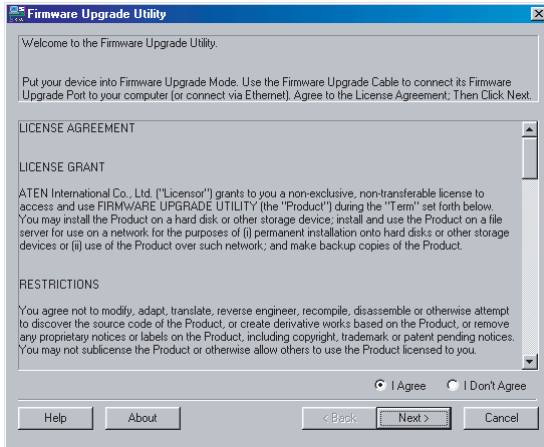 Firmware Upgrade Utility
Welcome to the Firmware Upgrade Utility.
Put your device into Firmware Upgrade Mode. Use the Firmware Upgrade Cable to connect its Firmware
Upgrade Port to your computer (or connect via Ethernet). Agree to the License Agreement; Then Click Next.
LICENSE AGREEMENT
LICENSE GRANT
ATEN International Co., Ltd. ("Licensor") grants to you a non-exclusive, non-transferable license to
access and use FIRMWARE UPGRADE UTILITY (the "Product") during the "Term" set forth below.
You may install the Product on a hard disk or other storage device; install and use the Product on a file
server for use on a network for the purposes of (i) permanent installation onto hard disks or other storage
devices or (ii) use of the Product over such network; and make backup copies of the Product.
RESTRICTIONS
You agree not to modify, adapt, translate, reverse engineer, recompile, disassemble or otherwise attempt
to discover the source code of the Product, or create derivative works based on the Product, or remove
any proprietary notices or labels on the Product, including copyright, trademark or patent pending notices.
You may not sublicense the Product or otherwise allow others to use the Product licensed to you.
I Agree I Don't Agree
Help About < Back Next > Cancel